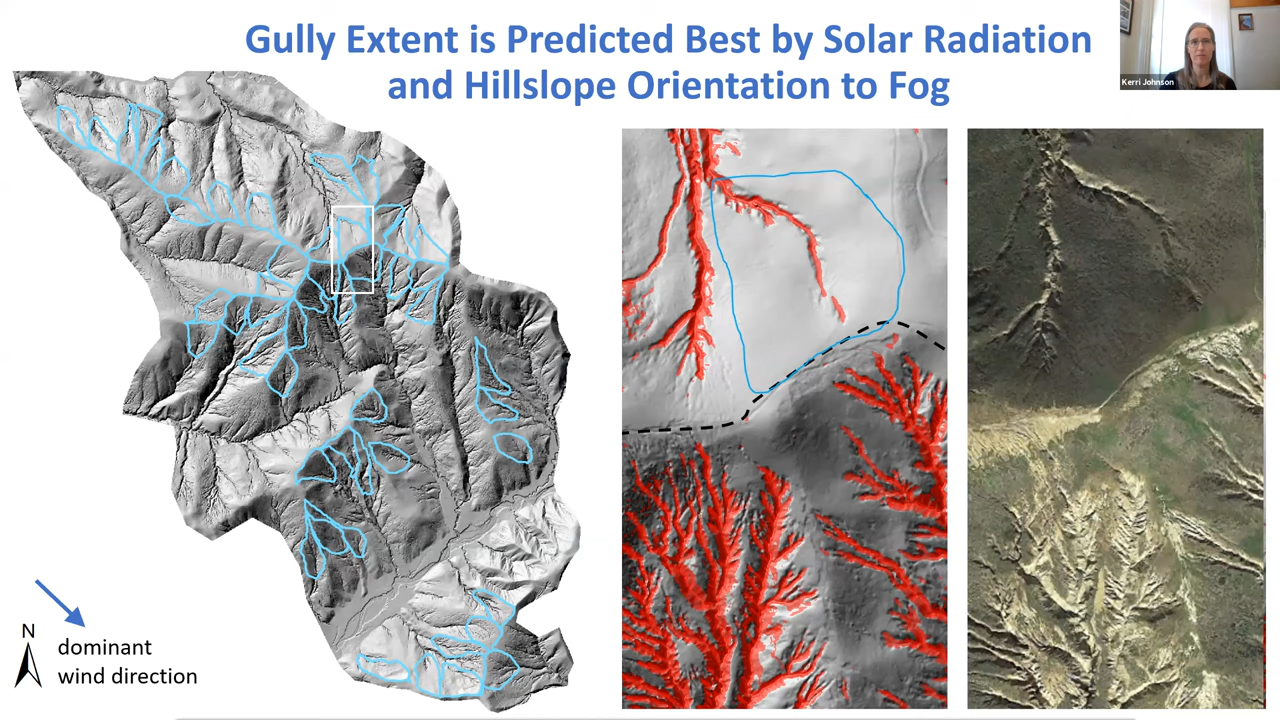 Gully Extent is Predicted Best by Solar Radiation
and Hillslope Orientation to Fog
Kerri Johnson
N
dominant
wind direction